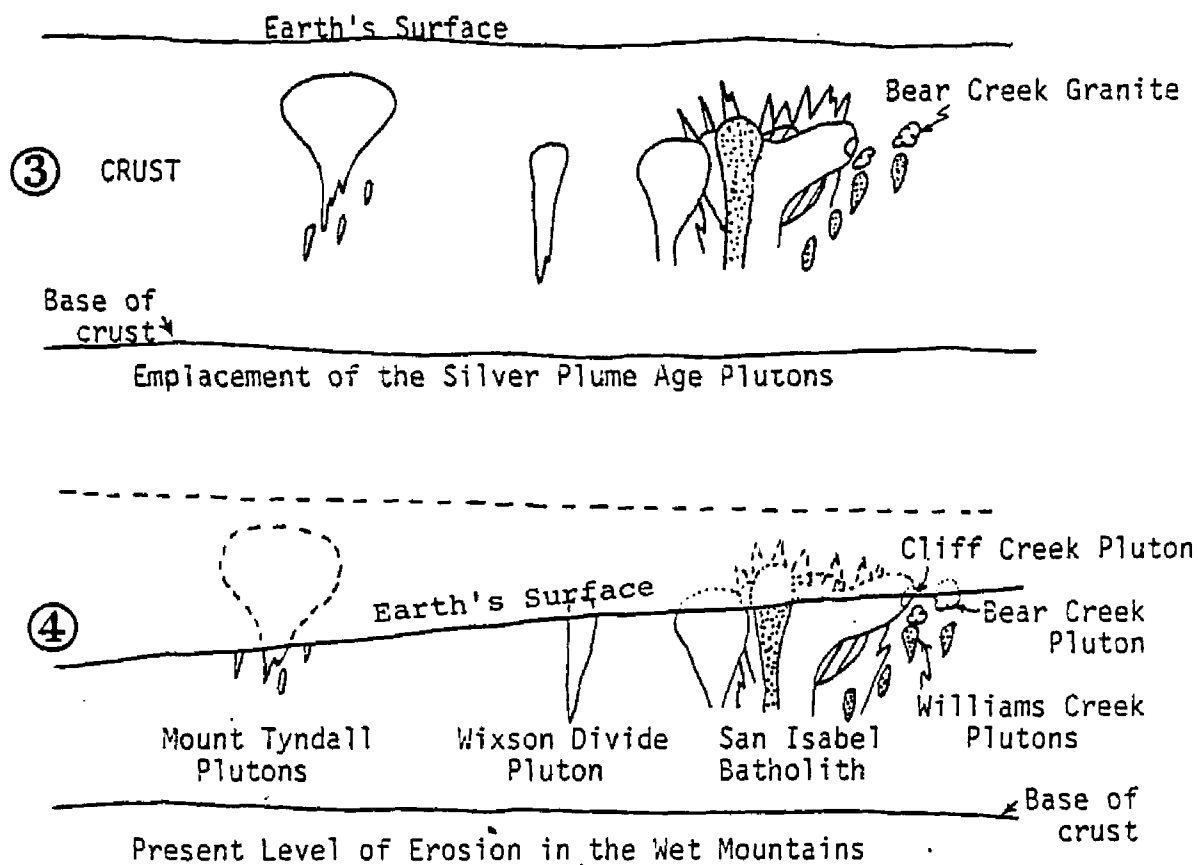 Earth's Surface
Bear Creek Granite
③ CRUST
Base of
crust
Emplacement of the Silver Plume Age Plutons
Cliff Creek Pluton
Earth's Surface
④
Bear Creek
Pluton
Williams Creek
Plutons
Mount Tyndall
Plutons
Wixson Divide
Pluton
San Isabel
Batholith
Base of
crust
Present Level of Erosion in the Wet Mountains